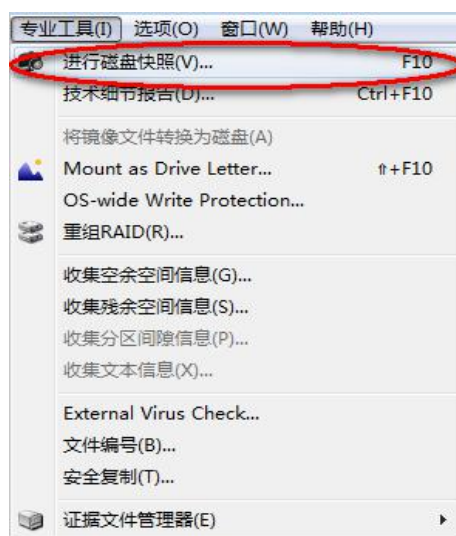 专业工具(I) 选项(O) 窗口(W) 帮助(H)
进行磁盘快照(V)... F10
技术细节报告(D)... Ctrl+F10
将镜像文件转换为磁盘(A)
Mount as Drive Letter... ⇑+F10
OS-wide Write Protection...
重组RAID(R)...
收集空余空间信息(G)...
收集残余空间信息(S)...
收集分区间隙信息(P)...
收集文本信息(X)...
External Virus Check...
文件编号(B)...
安全复制(T)...
证据文件管理器(E)